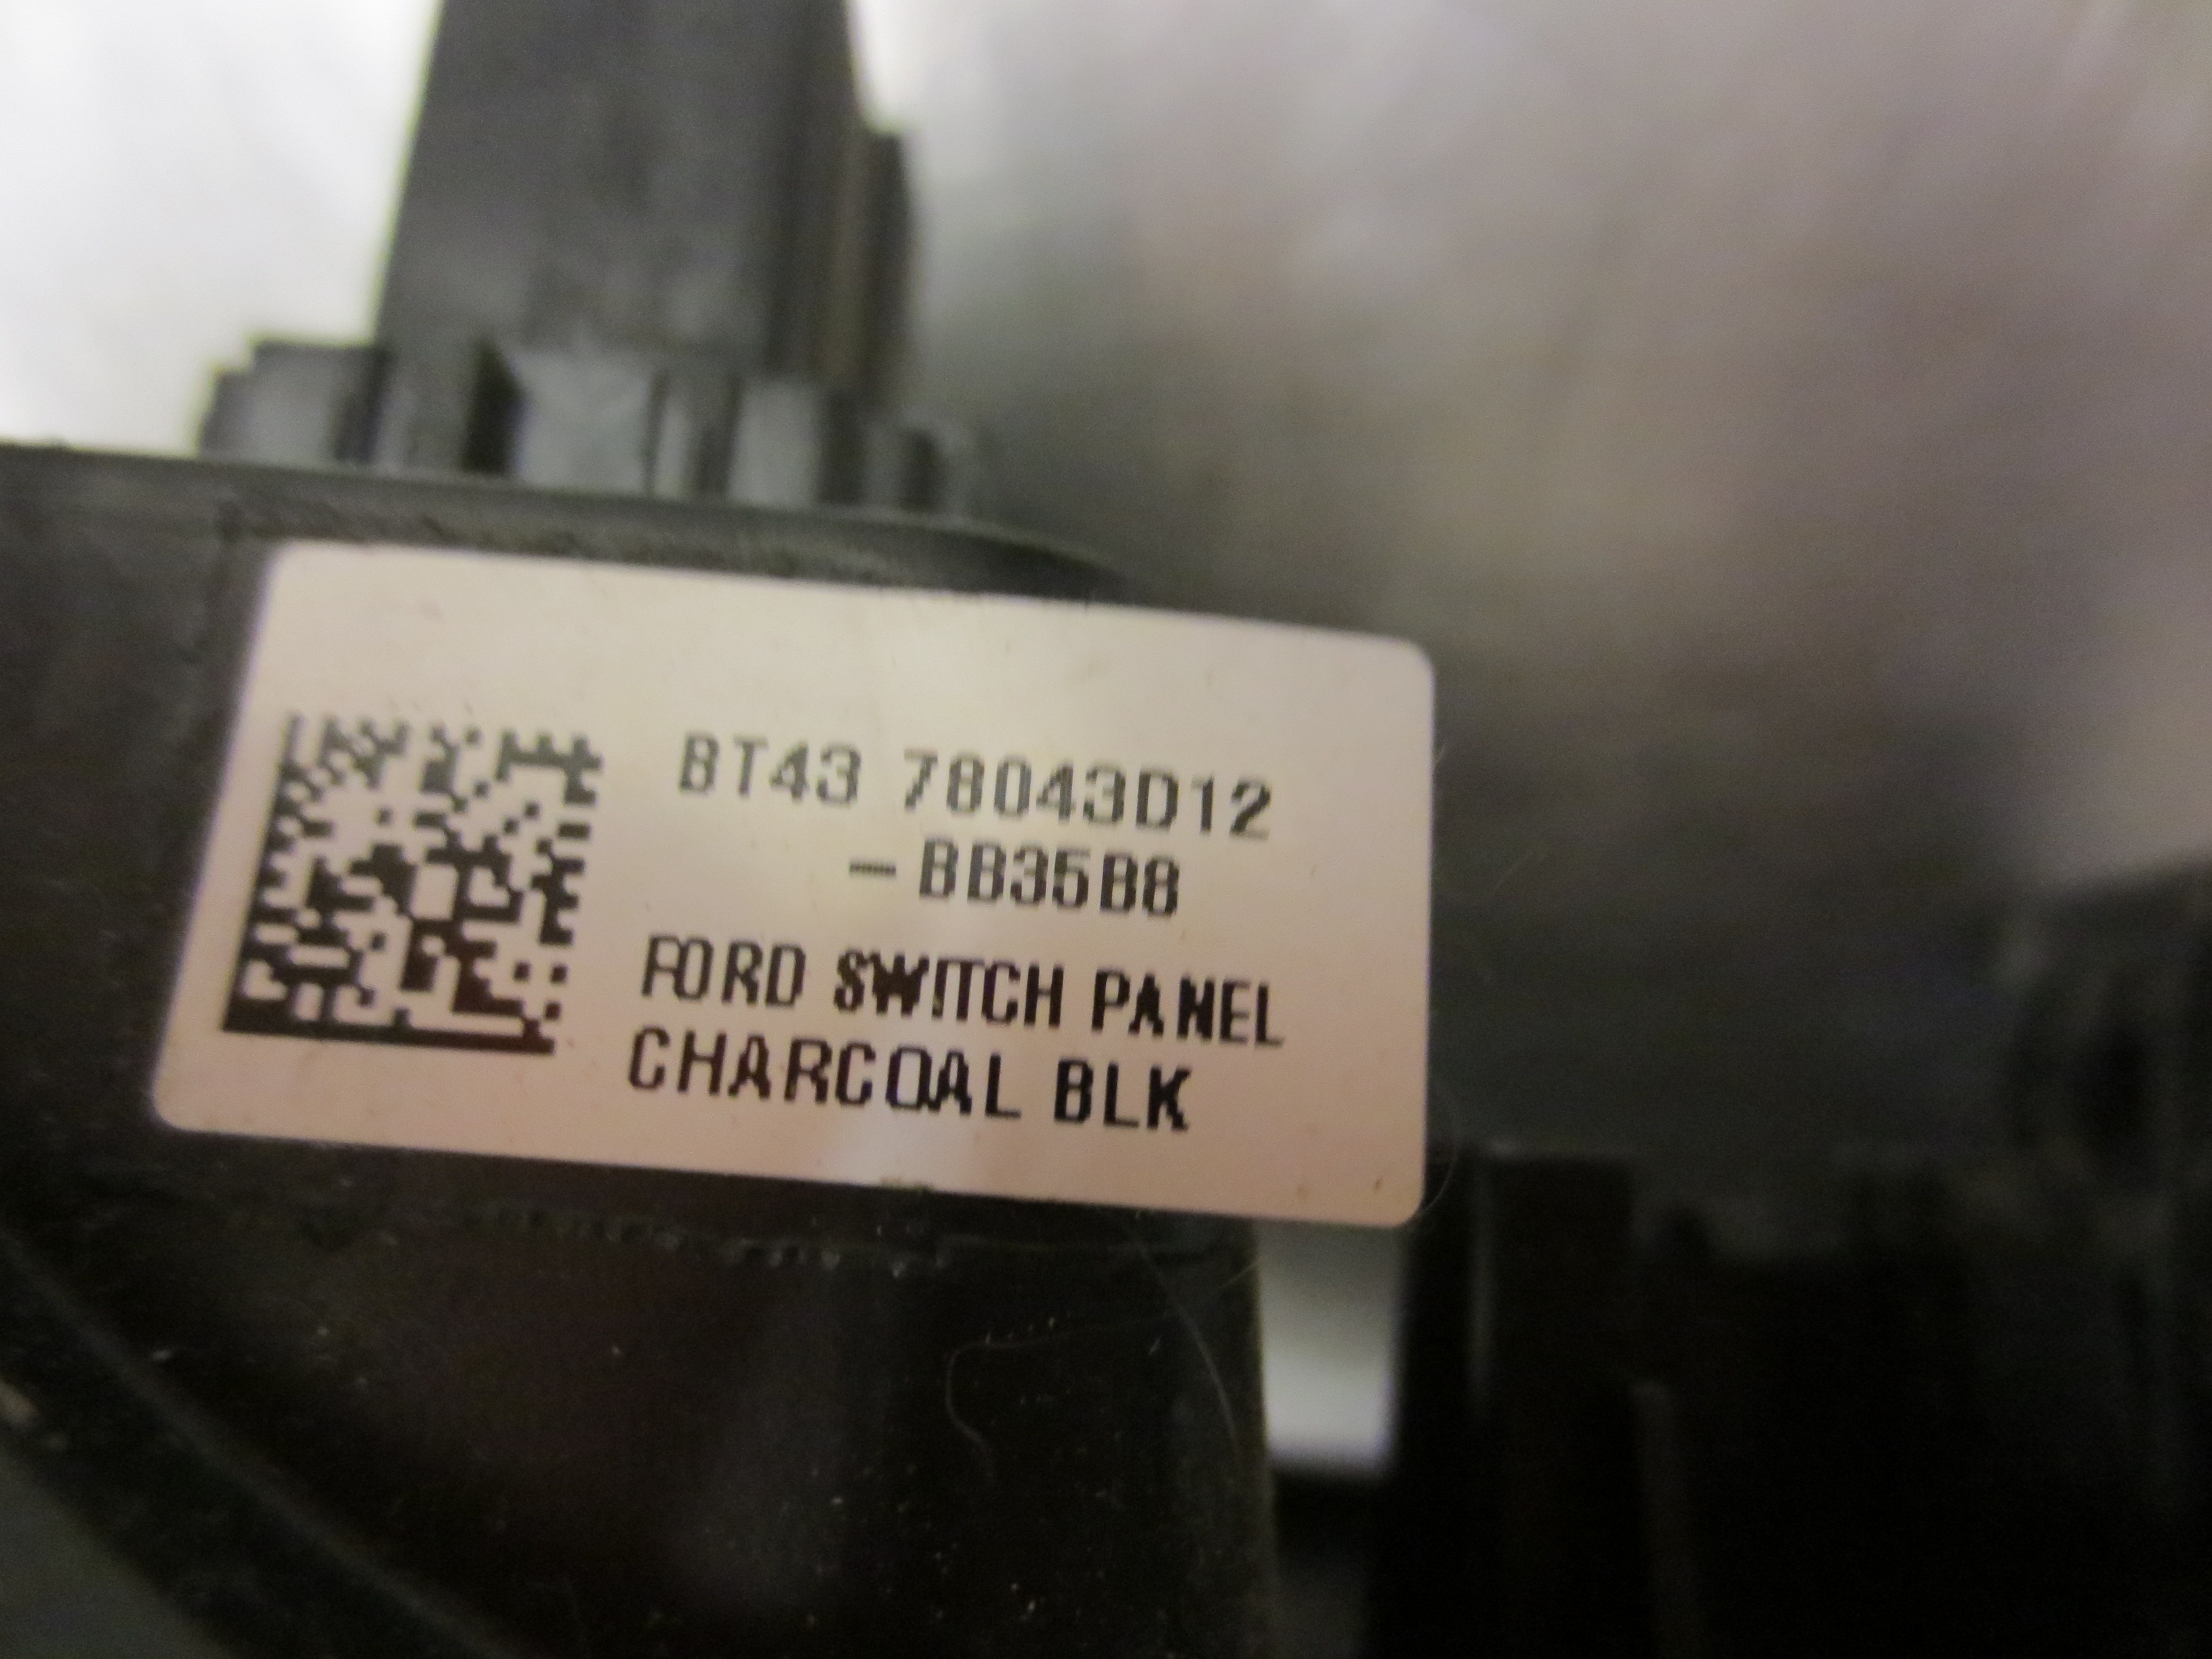 BT43 78043D12
-BB35B8
FORD SWITCH PANEL
CHARCOAL BLK